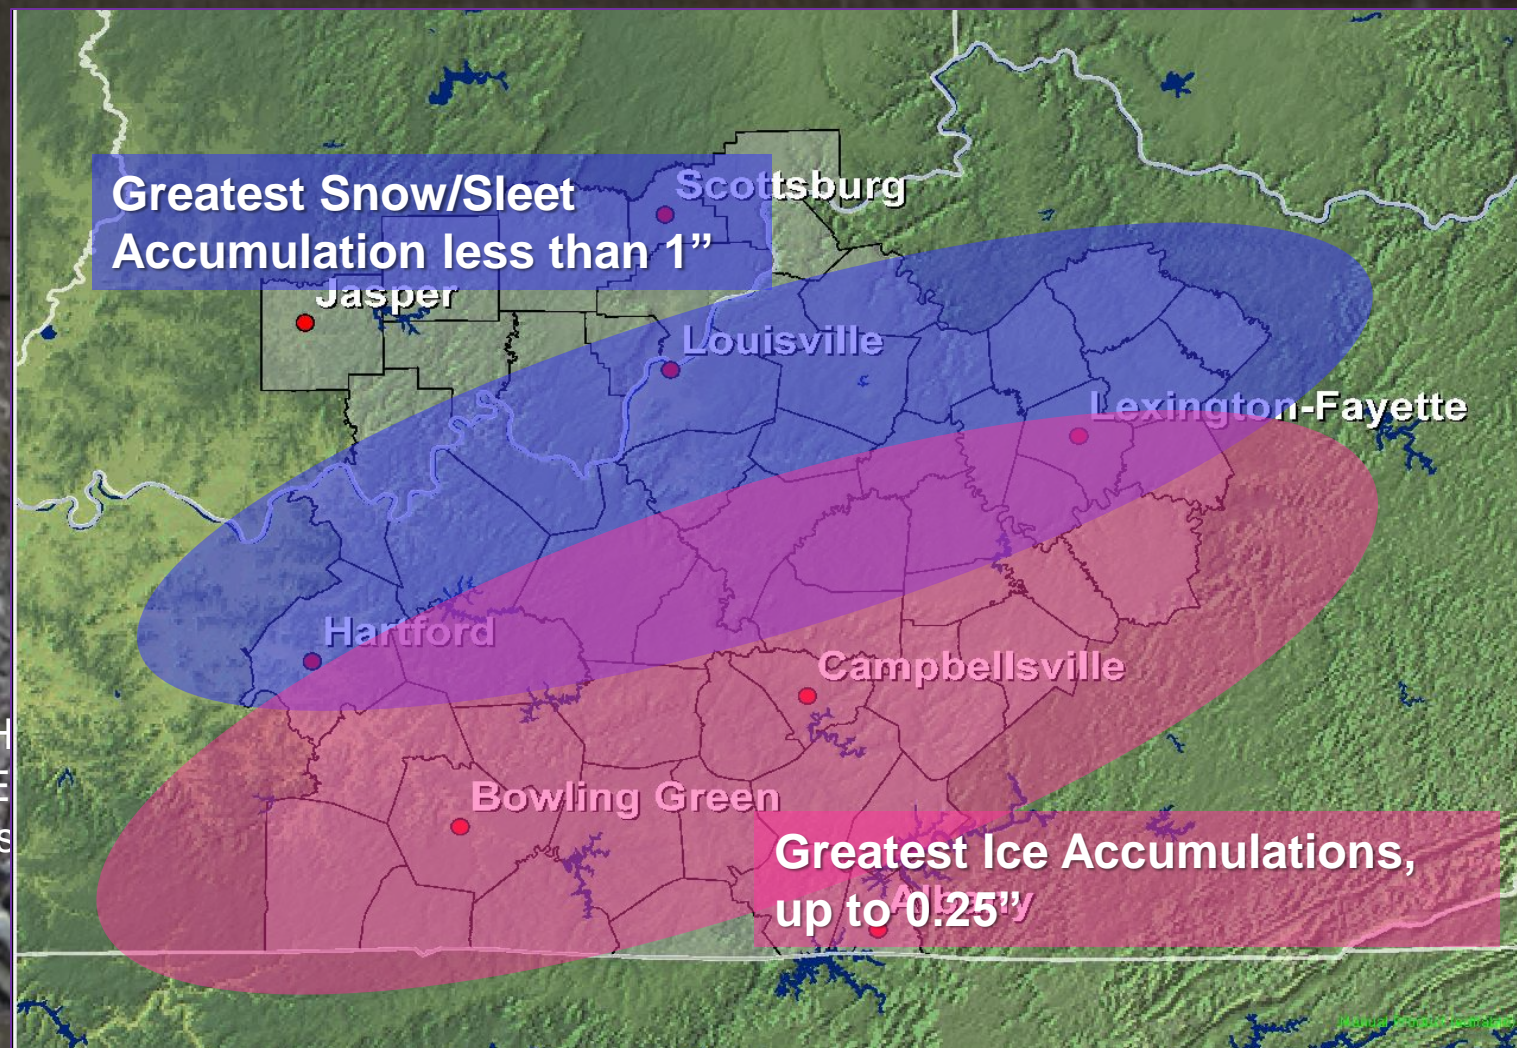 Greatest Snow/Sleet
Accumulation less than 1”
Scottsburg
Jasper
Louisville
Lexington-Fayette
Hartford
Campbellsville
Bowling Green
Greatest Ice Accumulations,
up to 0.25”
Albany